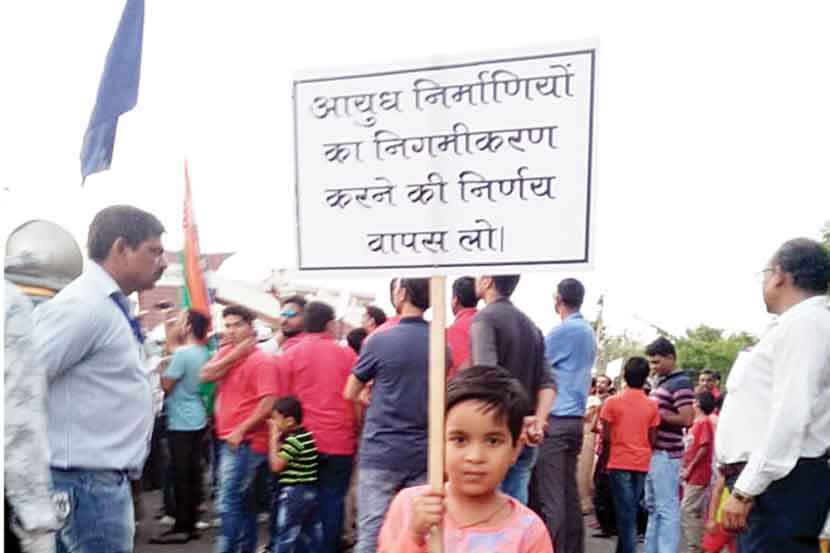 आयुध निर्माणियों
का निगमीकरण
करने की निर्णय
वापस लो।